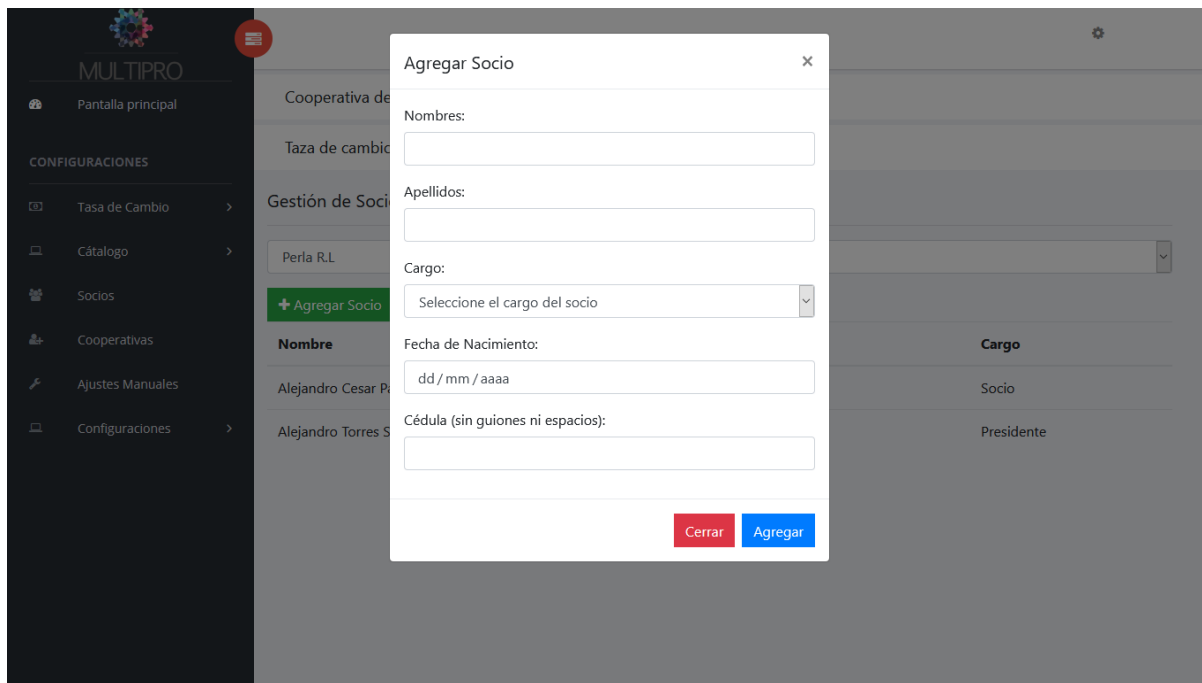 MULTIPRO
Pantalla principal
CONFIGURACIONES
Tasa de Cambio
Cátalogo
Socios
Cooperativas
Ajustes Manuales
Configuraciones
Cooperativa de
Taza de cambio
Gestión de
Perla R.L
Agregar Socio
Nombre
Cargo
Alejandro Cesar
Socio
Alejandro Torres
Presidente
Agregar Socio
×
Nombres:
Apellidos:
Cargo:
Seleccione el cargo del socio
Fecha de Nacimiento:
dd / mm / aaaa
Cédula (sin guiones ni espacios):
Cerrar
Agregar